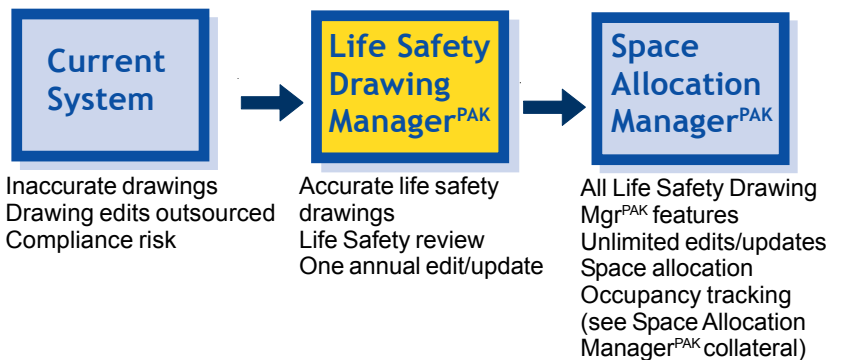 Current
System
Inaccurate drawings
Drawing edits outsourced
Compliance risk
Life Safety
Drawing
ManagerPAK
Accurate life safety
drawings
Life Safety review
One annual edit/update
Space
Allocation
ManagerPAK
All Life Safety Drawing
MgrPAK features
Unlimited edits/updates
Space allocation
Occupancy tracking
(see Space Allocation
ManagerPAK collateral)